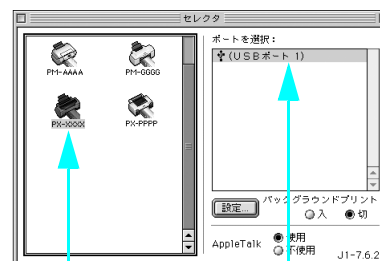 セレクタ
PM-AAAA
PM-GGGG
PX-XXXX
PX-PPPP
ポートを選択：
(USBポート 1)
設定...
バックグラウンドプリント
入 切
AppleTalk
使用
不使用
J1-7.6.2